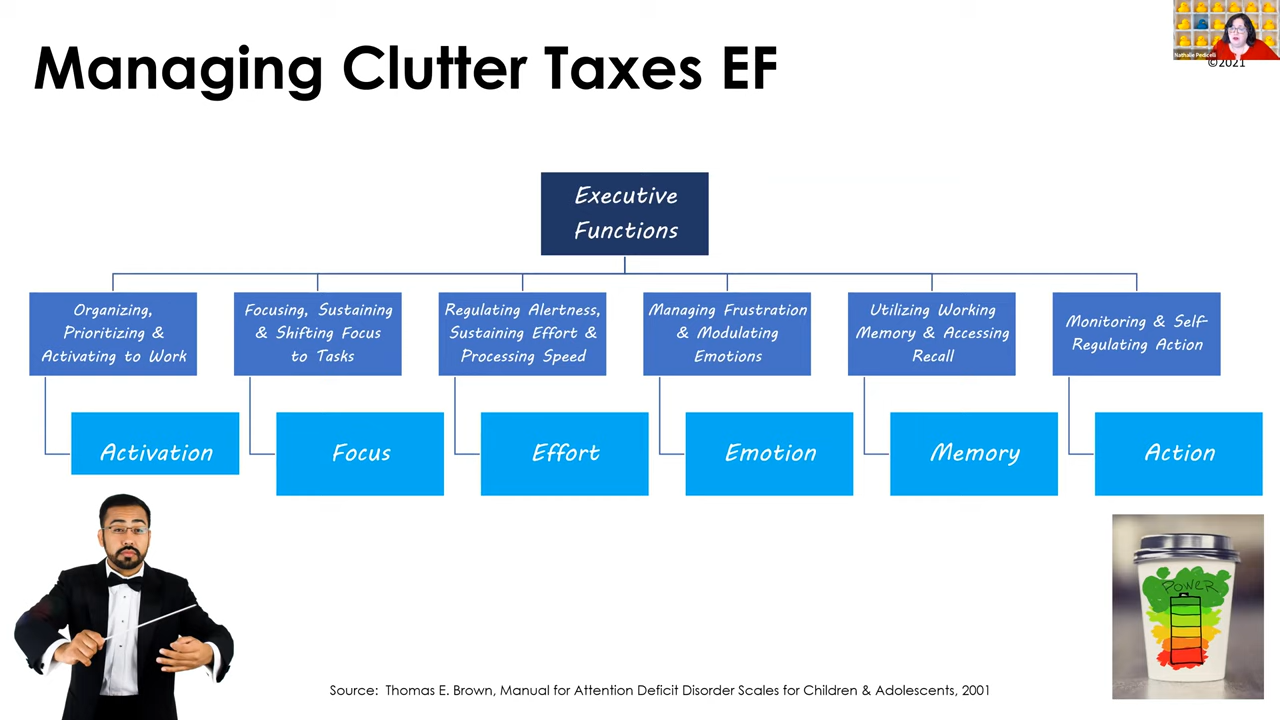 Managing Clutter Taxes EF
Nathalie Pedicelli
©2021
Executive
Functions
Organizing,
Prioritizing &
Activating to Work
Focusing, Sustaining
& Shifting Focus
to Tasks
Regulating Alertness,
Sustaining Effort &
Processing Speed
Managing Frustration
& Modulating
Emotions
Utilizing Working
Memory & Accessing
Recall
Monitoring & Self-
Regulating Action
Activation
Focus
Effort
Emotion
Memory
Action
POWER
Source: Thomas E. Brown, Manual for Attention Deficit Disorder Scales for Children & Adolescents, 2001